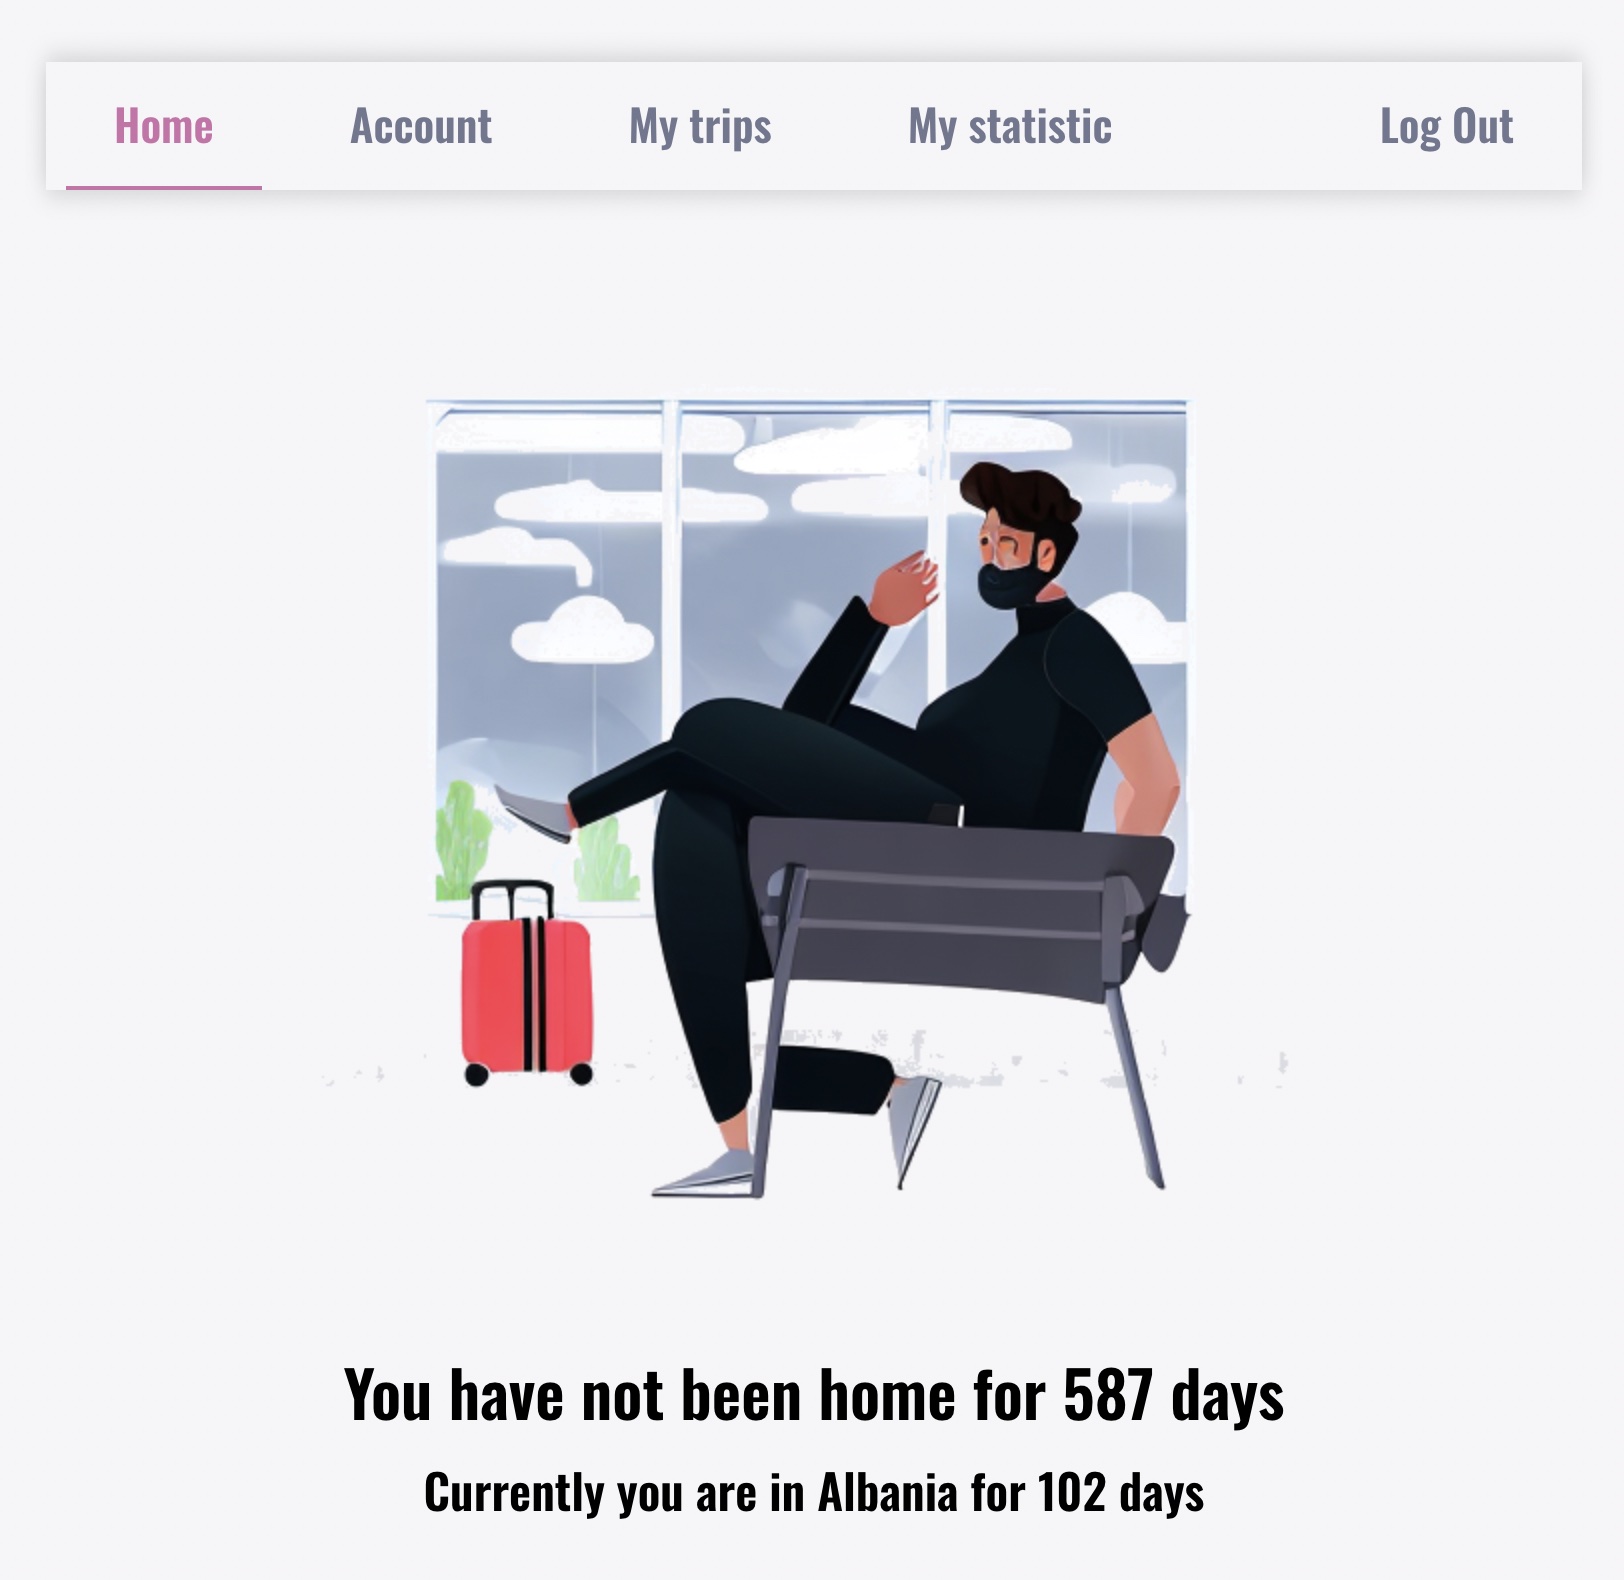 Home Account My trips My statistic Log Out
You have not been home for 587 days
Currently you are in Albania for 102 days